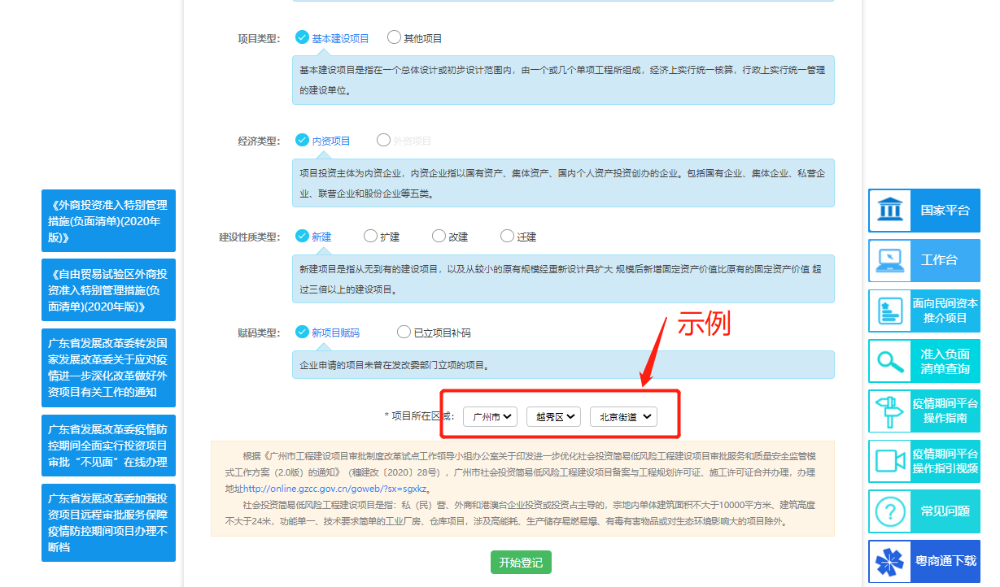 项目类型： 基本建设项目 其他项目
基本建设项目是指在一个总体设计或初步设计范围内，由一个或几个单项工程所组成，经济上实行统一核算，行政上实行统一管理
的建设单位。
经济类型： 内资项目 外资项目
项目投资主体为内资企业，内资企业指以国有资产、集体资产、国内个人资产投资创办的企业。包括国有企业、集体企业、私营企
业、联营企业和股份企业等五类。
建设性质类型： 新建 扩建 改建 迁建
新建项目是指从无到有的建设项目，以及从较小的原有规模经重新设计具扩大 规模后新增固定资产价值比原有的固定资产价值 超
过三倍以上的建设项目。
赋码类型： 新项目赋码 已立项目补码
企业申请的项目未曾在发改委部门立项的项目。
示例
* 项目所在区域： 广州市 越秀区 北京街道
根据《广州市工程建设项目审批制度改革试点工作领导小组办公室关于印发进一步优化社会投资简易低风险工程建设项目审批服务和质量安全监管模
式工作方案（2.0版）的通知》（穗建改〔2020〕28号），广州市社会投资简易低风险工程建设项目备案与工程规划许可证、施工许可证合并办理，办理
地址http://online.gzcc.gov.cn/goweb/?sx=sgxkz。
社会投资简易低风险工程建设项目是指：私（民）营、外商和港澳台企业投资或投资占主导的，宗地内单体建筑面积不大于10000平方米、建筑高度
不大于24米，功能单一、技术要求简单的工业厂房、仓库项目，涉及高能耗、生产储存易燃易爆、有毒有害物品或对生态环境影响大的项目除外。
开始登记
《外商投资准入特别管理
措施(负面清单)(2020年
版)》
《自由贸易试验区外商投
资准入特别管理措施(负
面清单)(2020年版)》
广东省发展改革委转发国
家发展改革委关于应对疫
情进一步深化改革做好外
资项目有关工作的通知
广东省发展改革委疫情防
控期间全面实行投资项目
审批“不见面”在线办理
广东省发展改革委加强投
资项目远程审批服务保障
疫情防控期间项目办理不
断档
国家平台
工作台
面向民间资本
推介项目
准入负面
清单查询
疫情期间平台
操作指南
疫情期间平台
操作指引视频
常见问题
粤商通下载